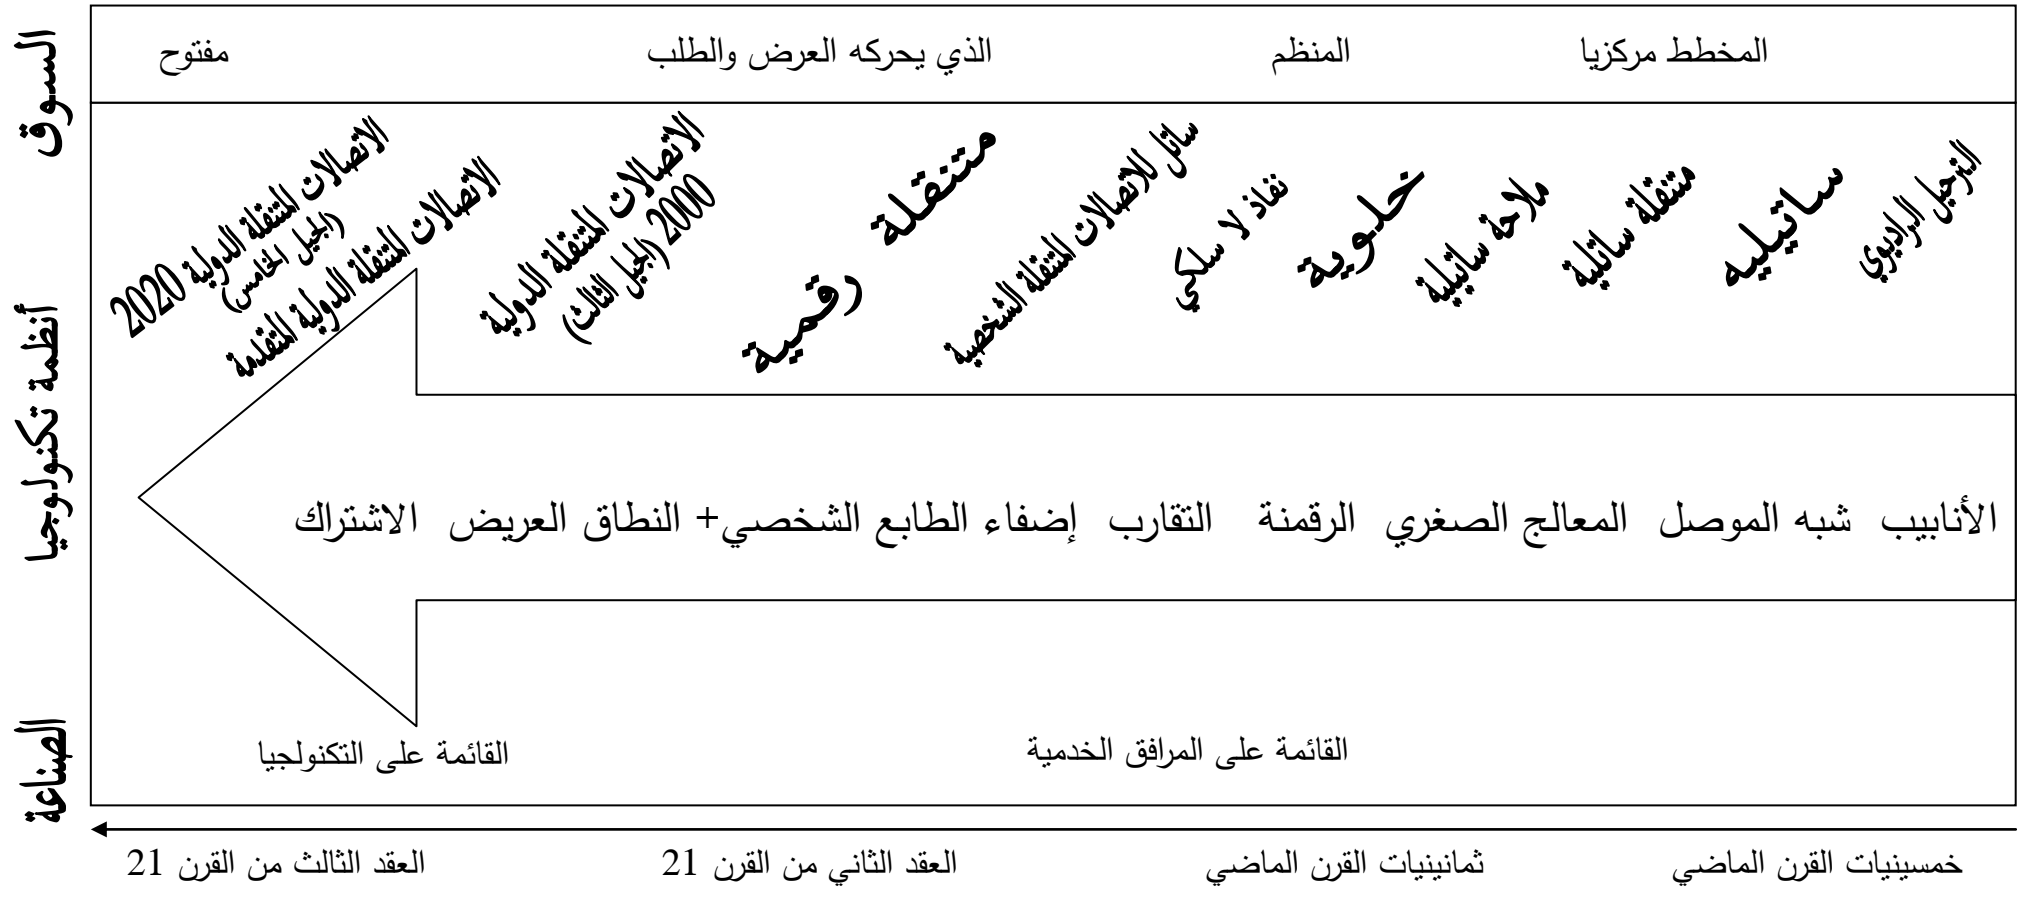 السوق
المخطط مركزيا
المنظم
الذي يحركه العرض والطلب
مفتوح
أنظمة تكنولوجيا
الترحيل الراديوي
ساتيليه
متنقلة ساتلية
ملاحة ساتيلية
خلوية
نفاذ لا سلكي
ساتل للاتصالات المتنقلة الشخصية
متنقلة رقمية
الاتصالات المتنقلة الدولية
2000 (الجيل الثالث)
الاتصالات المتنقلة الدولية المتقدمة
الاتصالات المتنقلة الدولية 2020
(الجيل الخامس)
الأنابيب شبه الموصل المعالج الصغري الرقمنة التقارب إضفاء الطابع الشخصي+ النطاق العريض الاشتراك
الصناعة
القائمة على المرافق الخدمية
القائمة على التكنولجيا
خمسينيات القرن الماضي
ثمانينيات القرن الماضي
العقد الثاني من القرن 21
العقد الثالث من القرن 21